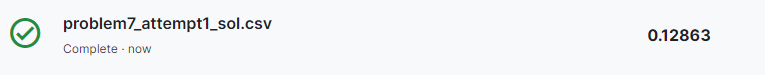 problem7_attempt1_sol.csv
0.12863
Complete · now